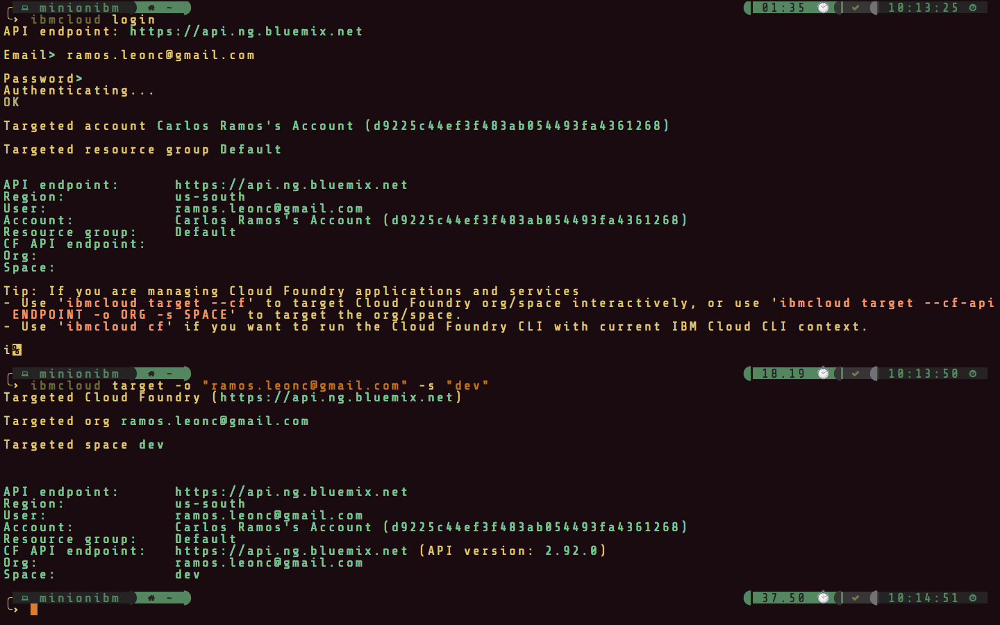 minionibm ~ 01:35 10:13:25
ibmcloud login
API endpoint: https://api.ng.bluemix.net
Email> ramos.leonc@gmail.com
Password>
Authenticating...
OK
Targeted account Carlos Ramos's Account (d9225c44ef3f483ab054493fa4361268)
Targeted resource group Default
API endpoint: https://api.ng.bluemix.net
Region: us-south
User: ramos.leonc@gmail.com
Account: Carlos Ramos's Account (d9225c44ef3f483ab054493fa4361268)
Resource group: Default
CF API endpoint:
Org:
Space:
Tip: If you are managing Cloud Foundry applications and services
- Use 'ibmcloud target --cf' to target Cloud Foundry org/space interactively, or use 'ibmcloud target --cf-api
ENDPOINT -o ORG -s SPACE' to target the org/space.
- Use 'ibmcloud cf' if you want to run the Cloud Foundry CLI with current IBM Cloud CLI context.
i%
minionibm ~ 18.19 10:13:50
ibmcloud target -o "ramos.leonc@gmail.com" -s "dev"
Targeted Cloud Foundry (https://api.ng.bluemix.net)
Targeted org ramos.leonc@gmail.com
Targeted space dev
API endpoint: https://api.ng.bluemix.net
Region: us-south
User: ramos.leonc@gmail.com
Account: Carlos Ramos's Account (d9225c44ef3f483ab054493fa4361268)
Resource group: Default
CF API endpoint: https://api.ng.bluemix.net (API version: 2.92.0)
Org: ramos.leonc@gmail.com
Space: dev
minionibm ~ 37.50 10:14:51